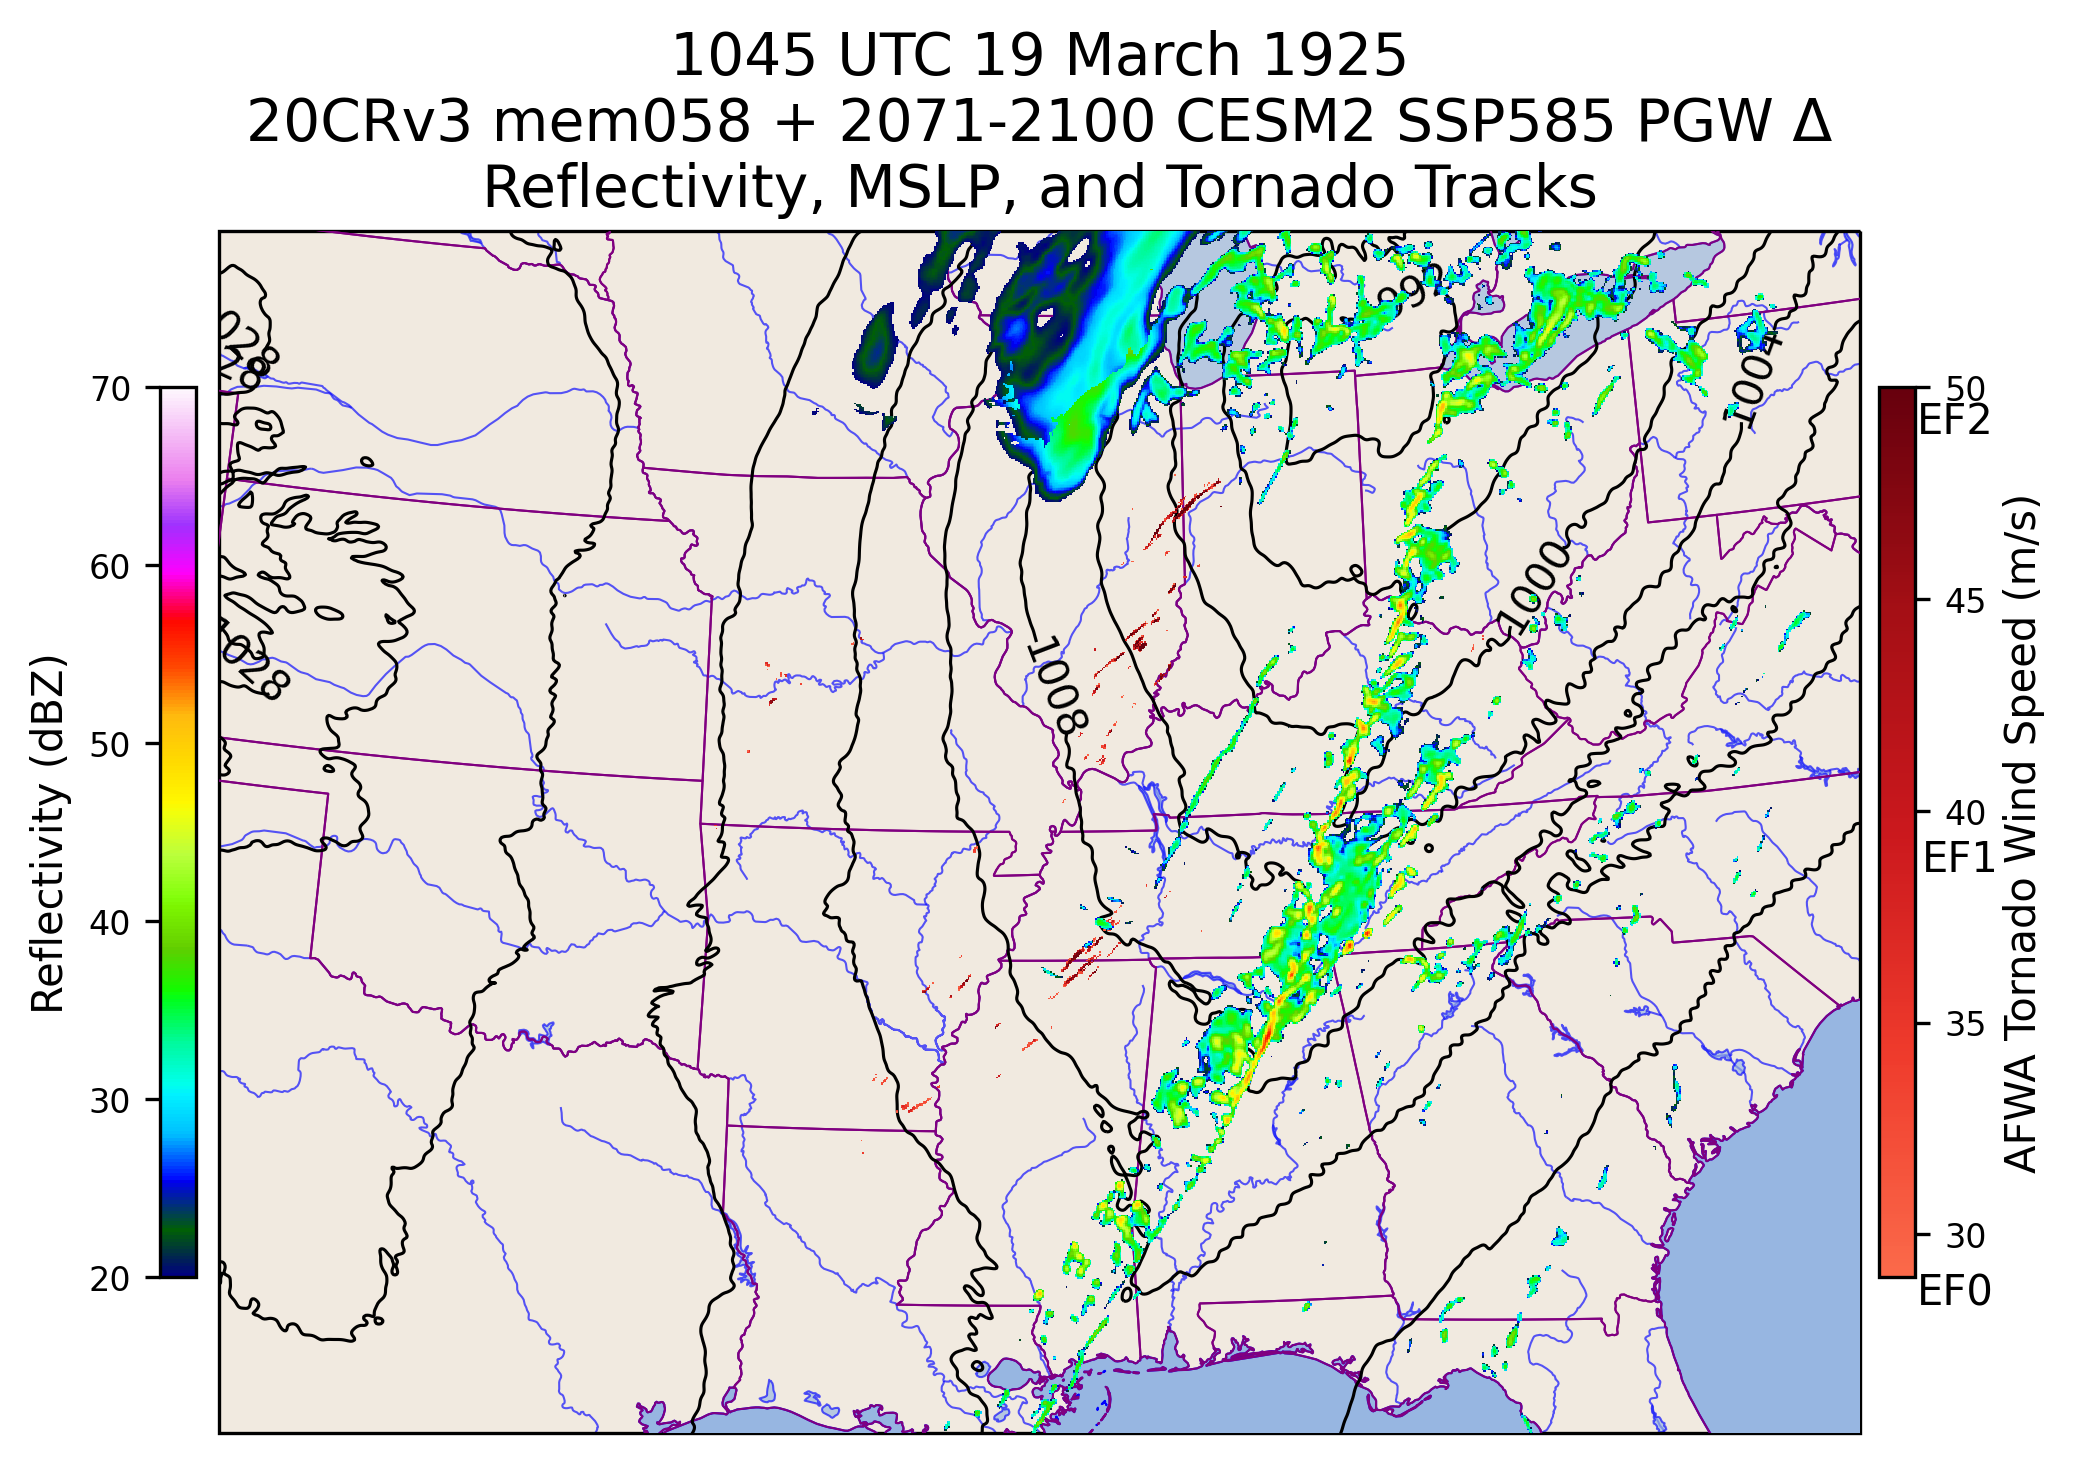 1045 UTC 19 March 1925
20CRv3 mem058 + 2071-2100 CESM2 SSP585 PGW Δ
Reflectivity, MSLP, and Tornado Tracks
992
1004
1028
1000
1028
1008
70
60
50
40
30
20
Reflectivity (dBZ)
50
EF2
45
40
EF1
35
30
EF0
AFWA Tornado Wind Speed (m/s)